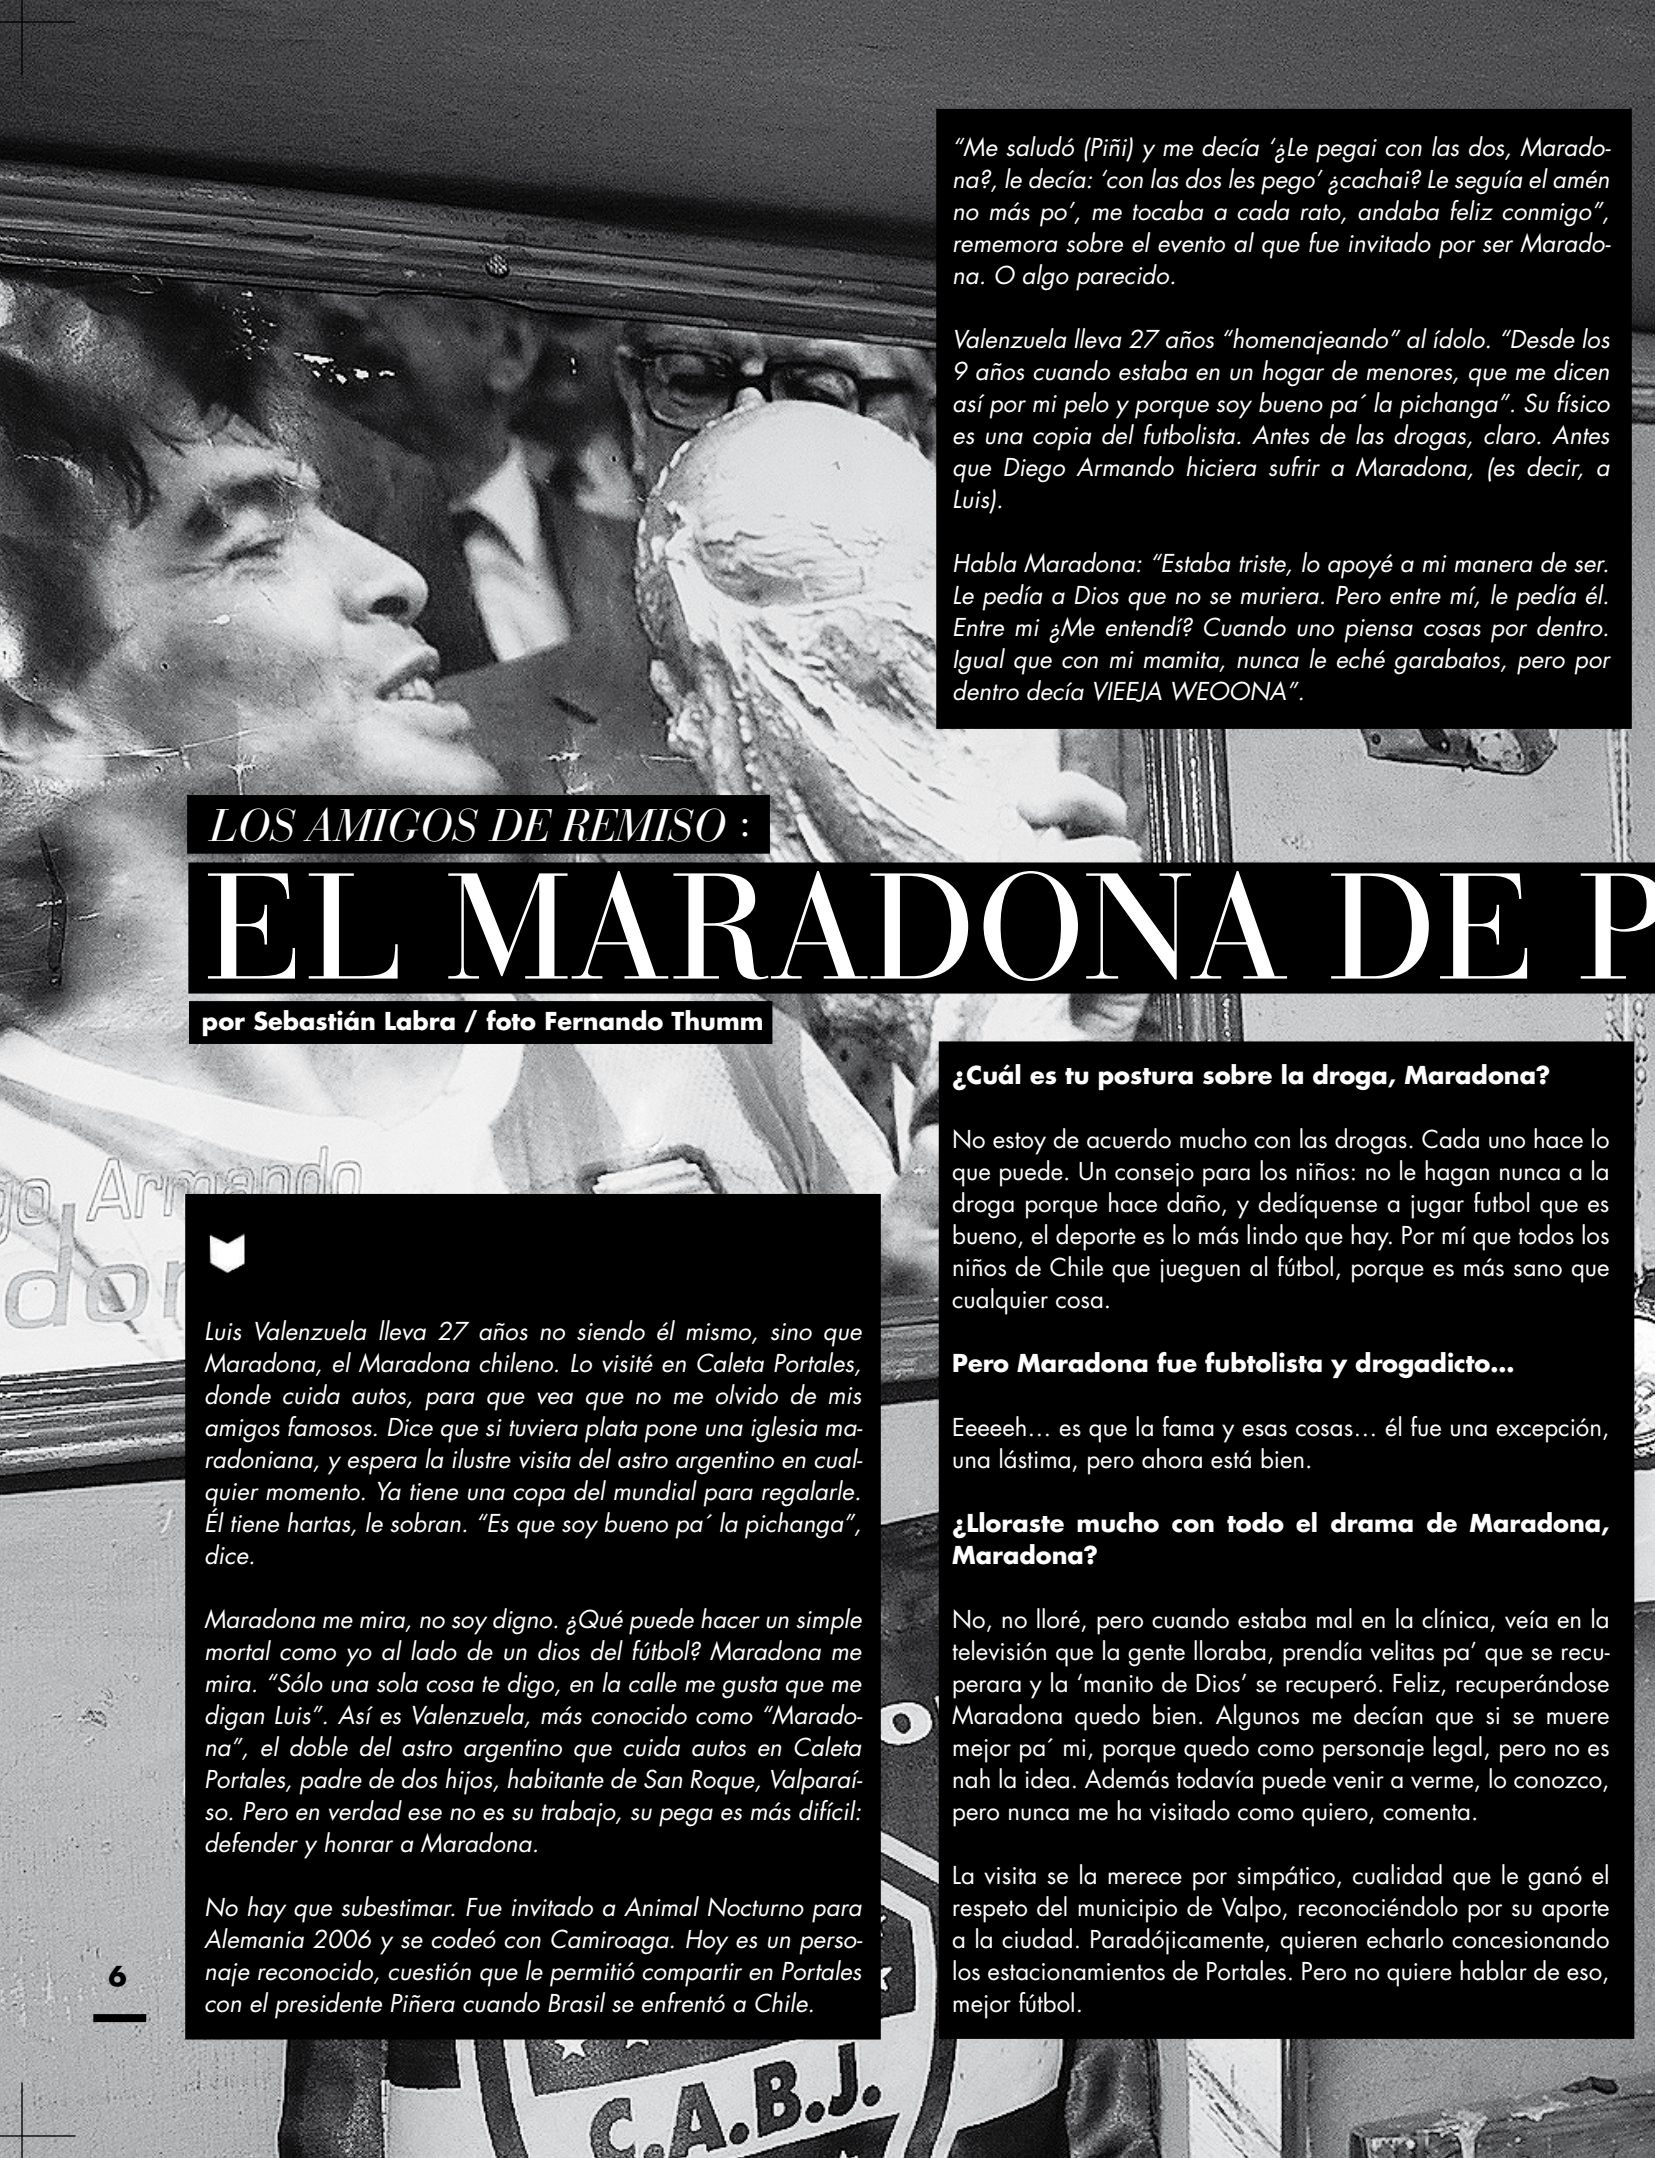 LOS AMIGOS DE REMISO :
EL MARADONA DE P
por Sebastián Labra / foto Fernando Thumm
Luis Valenzuela lleva 27 años no siendo él mismo, sino que
Maradona, el Maradona chileno. Lo visité en Caleta Portales,
donde cuida autos, para que vea que no me olvido de mis
amigos famosos. Dice que si tuviera plata pone una iglesia ma-
radoniana, y espera la ilustre visita del astro argentino en cual-
quier momento. Ya tiene una copa del mundial para regalarle.
Él tiene hartas, le sobran. “Es que soy bueno pa´ la pichanga”,
dice.
Maradona me mira, no soy digno. ¿Qué puede hacer un simple
mortal como yo al lado de un dios del fútbol? Maradona me
mira. “Sólo una sola cosa te digo, en la calle me gusta que me
digan Luis”. Así es Valenzuela, más conocido como “Marado-
na”, el doble del astro argentino que cuida autos en Caleta
Portales, padre de dos hijos, habitante de San Roque, Valparaí-
so. Pero en verdad ese no es su trabajo, su pega es más difícil:
defender y honrar a Maradona.
No hay que subestimar. Fue invitado a Animal Nocturno para
Alemania 2006 y se codeó con Camiroaga. Hoy es un perso-
naje reconocido, cuestión que le permitió compartir en Portales
con el presidente Piñera cuando Brasil se enfrentó a Chile.
“Me saludó (Piñi) y me decía ‘¿Le pegai con las dos, Marado-
na?, le decía: ‘con las dos les pego’ ¿cachai? Le seguía el amén
no más po’, me tocaba a cada rato, andaba feliz conmigo”,
rememora sobre el evento al que fue invitado por ser Marado-
na. O algo parecido.
Valenzuela lleva 27 años “homenajeando” al ídolo. “Desde los
9 años cuando estaba en un hogar de menores, que me dicen
así por mi pelo y porque soy bueno pa´ la pichanga”. Su físico
es una copia del futbolista. Antes de las drogas, claro. Antes
que Diego Armando hiciera sufrir a Maradona, (es decir, a
Luis).
Habla Maradona: “Estaba triste, lo apoyé a mi manera de ser.
Le pedía a Dios que no se muriera. Pero entre mí, le pedía él.
Entre mi ¿Me entendí? Cuando uno piensa cosas por dentro.
Igual que con mi mamita, nunca le eché garabatos, pero por
dentro decía VIEEJA WEOONA”.
¿Cuál es tu postura sobre la droga, Maradona?
No estoy de acuerdo mucho con las drogas. Cada uno hace lo
que puede. Un consejo para los niños: no le hagan nunca a la
droga porque hace daño, y dedíquense a jugar futbol que es
bueno, el deporte es lo más lindo que hay. Por mí que todos los
niños de Chile que jueguen al fútbol, porque es más sano que
cualquier cosa.
Pero Maradona fue fubtolista y drogadicto...
Eeeeeh… es que la fama y esas cosas… él fue una excepción,
una lástima, pero ahora está bien.
¿Lloraste mucho con todo el drama de Maradona,
Maradona?
No, no lloré, pero cuando estaba mal en la clínica, veía en la
televisión que la gente lloraba, prendía velitas pa’ que se recu-
perara y la ‘manito de Dios’ se recuperó. Feliz, recuperándose
Maradona quedo bien. Algunos me decían que si se muere
mejor pa´ mi, porque quedo como personaje legal, pero no es
nah la idea. Además todavía puede venir a verme, lo conozco,
pero nunca me ha visitado como quiero, comenta.
La visita se la merece por simpático, cualidad que le ganó el
respeto del municipio de Valpo, reconociéndolo por su aporte
a la ciudad. Paradójicamente, quieren echarlo concesionando
los estacionamientos de Portales. Pero no quiere hablar de eso,
mejor fútbol.
go Armando
don
C.A.B.J.
6